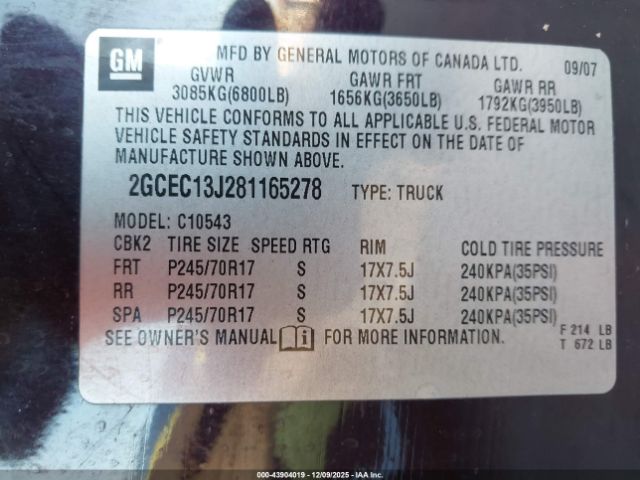 GM
MFD BY GENERAL MOTORS OF CANADA LTD. 09/07
GVWR GAWR FRT GAWR RR
3085KG(6800LB) 1656KG(3650LB) 1792KG(3950LB)
THIS VEHICLE CONFORMS TO ALL APPLICABLE U.S. FEDERAL MOTOR
VEHICLE SAFETY STANDARDS IN EFFECT ON THE DATE OF
MANUFACTURE SHOWN ABOVE.
2GCEC13J281165278 TYPE: TRUCK
MODEL: C10543
CBK2 TIRE SIZE SPEED RTG RIM COLD TIRE PRESSURE
FRT P245/70R17 S 17X7.5J 240KPA(35PSI)
RR P245/70R17 S 17X7.5J 240KPA(35PSI)
SPA P245/70R17 S 17X7.5J 240KPA(35PSI)
SEE OWNER'S MANUAL i FOR MORE INFORMATION.
F 214 LB
T 672 LB
000-43904019 - 12/09/2025 - IAAI.com